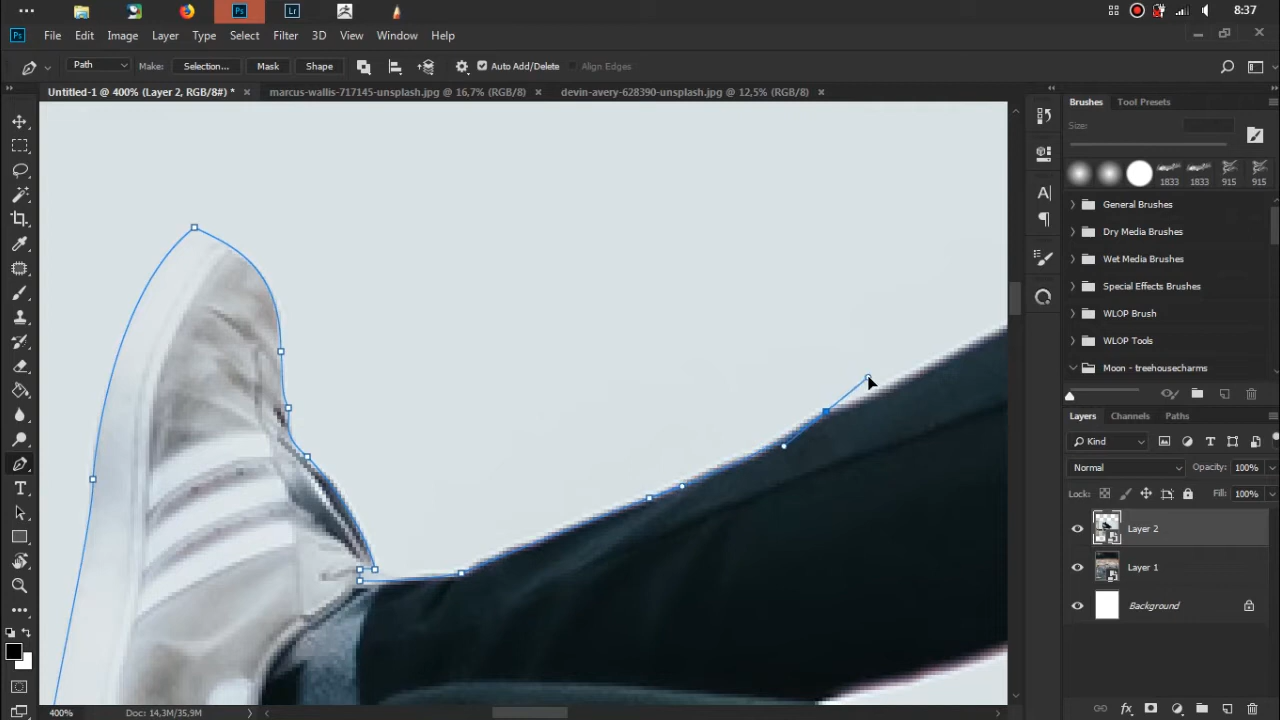 Ps
Lr
8:37
Ps
File Edit Image Layer Type Select Filter 3D View Window Help
Path Make: Selection... Mask Shape Auto Add/Delete Align Edges
Untitled-1 @ 400% (Layer 2, RGB/8#) * marcus-wallis-717145-unsplash.jpg @ 16,7% (RGB/8) devin-avery-628390-unsplash.jpg @ 12,5% (RGB/8)
Brushes Tool Presets
Size:
1833 1833 915 915
General Brushes
Dry Media Brushes
Wet Media Brushes
Special Effects Brushes
WLOP Brush
WLOP Tools
Moon - treehousecharms
Layers Channels Paths
Kind
Normal Opacity: 100%
Lock: Fill: 100%
Layer 2
Layer 1
Background
400% Doc: 14,3M/35,9M